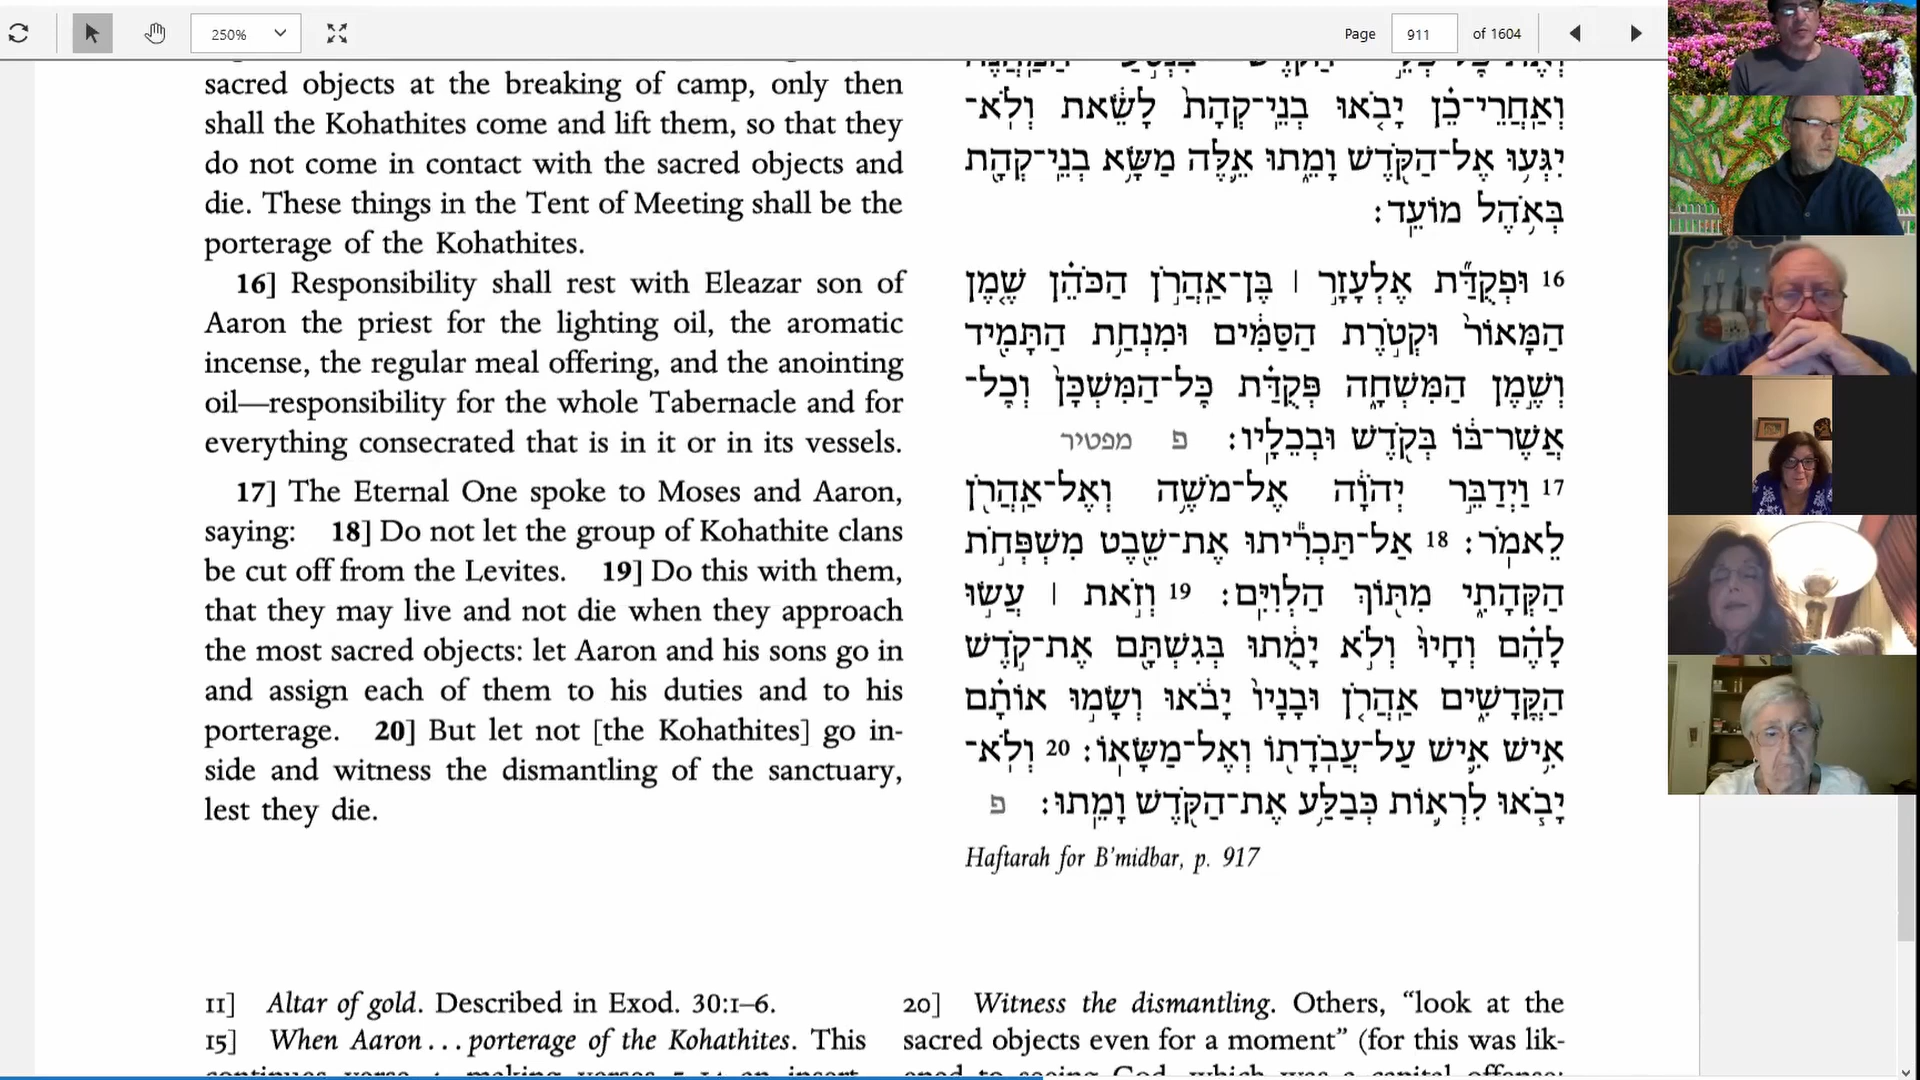 250%
Page 911 of 1604
sacred objects at the breaking of camp, only then
shall the Kohathites come and lift them, so that they
do not come in contact with the sacred objects and
die. These things in the Tent of Meeting shall be the
porterage of the Kohathites.
16] Responsibility shall rest with Eleazar son of
Aaron the priest for the lighting oil, the aromatic
incense, the regular meal offering, and the anointing
oil—responsibility for the whole Tabernacle and for
everything consecrated that is in it or in its vessels.
17] The Eternal One spoke to Moses and Aaron,
saying: 18] Do not let the group of Kohathite clans
be cut off from the Levites. 19] Do this with them,
that they may live and not die when they approach
the most sacred objects: let Aaron and his sons go in
and assign each of them to his duties and to his
porterage. 20] But let not [the Kohathites] go in-
side and witness the dismantling of the sanctuary,
lest they die.
וְאַחֲרֵי־כֵ֗ן יָבֹ֤אוּ בְנֵי־קְהָת֙ לָשֵׂ֔את וְלֹֽא־
יִגְּע֥וּ אֶל־הַקֹּ֖דֶשׁ וָמֵ֑תוּ אֵ֛לֶּה מַשָּׂ֥א בְנֵֽי־קְהָ֖ת
בְּאֹ֥הֶל מוֹעֵֽד׃
16 וּפְקֻדַּ֞ת אֶלְעָזָ֣ר ׀ בֶּן־אַהֲרֹ֣ן הַכֹּהֵ֗ן שֶׁ֤מֶן
הַמָּאוֹר֙ וּקְטֹ֣רֶת הַסַּמִּ֔ים וּמִנְחַ֥ת הַתָּמִ֖יד
וְשֶׁ֣מֶן הַמִּשְׁחָ֑ה פְּקֻדַּ֗ת כׇּל־הַמִּשְׁכָּן֙ וְכׇל־
אֲשֶׁר־בּ֔וֹ בְּקֹ֖דֶשׁ וּבְכֵלָֽיו׃ פ מפטיר
17 וַיְדַבֵּ֣ר יְהֹוָ֔ה אֶל־מֹשֶׁ֥ה וְאֶֽל־אַהֲרֹ֖ן
לֵאמֹֽר׃ 18 אַל־תַּכְרִ֕יתוּ אֶת־שֵׁ֖בֶט מִשְׁפְּחֹ֣ת
הַקְּהָתִ֑י מִתּ֖וֹךְ הַלְוִיִּֽם׃ 19 וְזֹ֣את ׀ עֲשׂ֣וּ
לָהֶ֗ם וְחָיוּ֙ וְלֹ֣א יָמֻ֔תוּ בְּגִשְׁתָּ֖ם אֶת־קֹ֣דֶשׁ
הַקֳּדָשִׁ֑ים אַהֲרֹ֤ן וּבָנָיו֙ יָבֹ֔אוּ וְשָׂמ֣וּ אוֹתָ֗ם
אִ֥ישׁ אִ֛ישׁ עַל־עֲבֹדָת֖וֹ וְאֶל־מַשָּׂאֽוֹ׃ 20 וְלֹא־
יָבֹ֧אוּ לִרְא֛וֹת כְּבַלַּ֥ע אֶת־הַקֹּ֖דֶשׁ וָמֵֽתוּ׃ פ
Haftarah for B’midbar, p. 917
11] Altar of gold. Described in Exod. 30:1–6.
15] When Aaron . . . porterage of the Kohathites. This
20] Witness the dismantling. Others, “look at the
sacred objects even for a moment” (for this was lik-